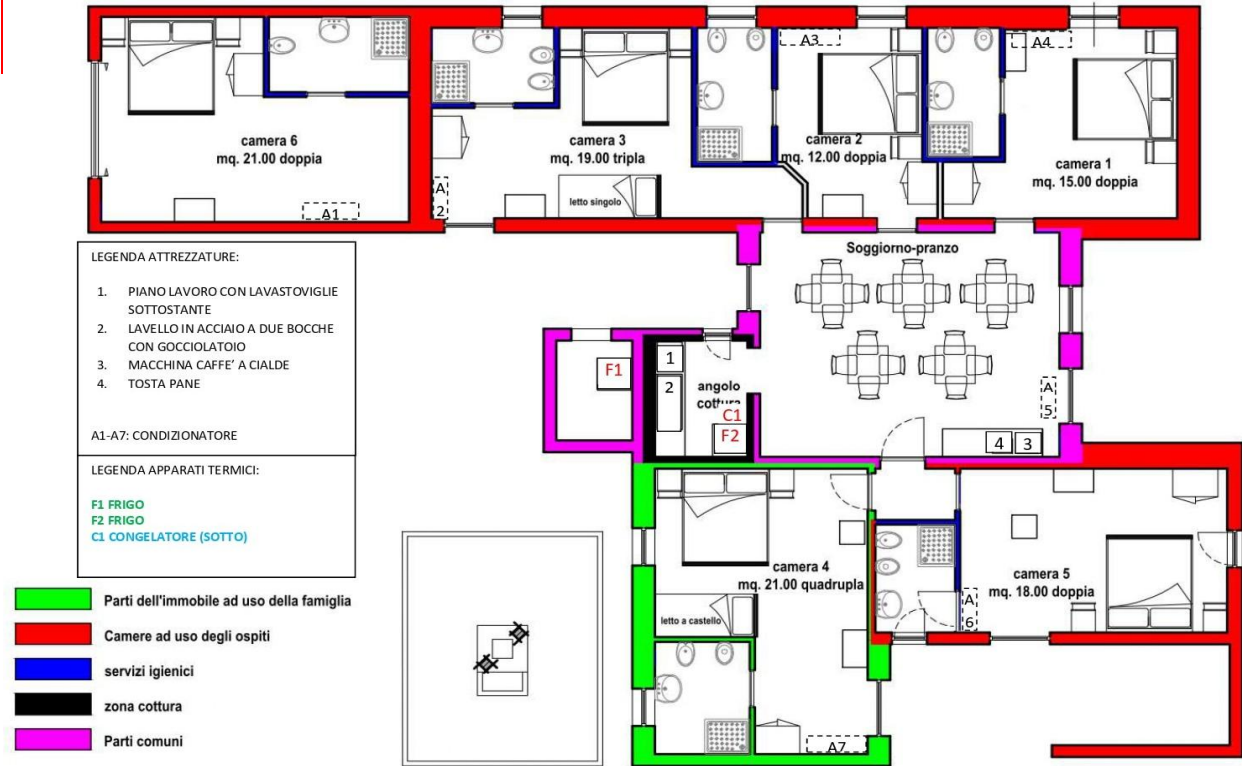 A3
A4
camera 6
mq. 21.00 doppia
camera 3
mq. 19.00 tripla
camera 2
mq. 12.00 doppia
camera 1
mq. 15.00 doppia
A
2
letto singolo
A1
LEGENDA ATTREZZATURE:
1. PIANO LAVORO CON LAVASTOVIGLIE
SOTTOSTANTE
2. LAVELLO IN ACCIAIO A DUE BOCCHE
CON GOCCIOLATOIO
3. MACCHINA CAFFE' A CIALDE
4. TOSTA PANE
A1-A7: CONDIZIONATORE
LEGENDA APPARATI TERMICI:
F1 FRIGO
F2 FRIGO
C1 CONGELATORE (SOTTO)
Soggiorno-pranzo
F1
1
2
angolo
cottura
C1
F2
A
5
4
3
camera 4
mq. 21.00 quadrupla
letto a castello
camera 5
mq. 18.00 doppia
A
6
A7
Parti dell'immobile ad uso della famiglia
Camere ad uso degli ospiti
servizi igienici
zona cottura
Parti comuni